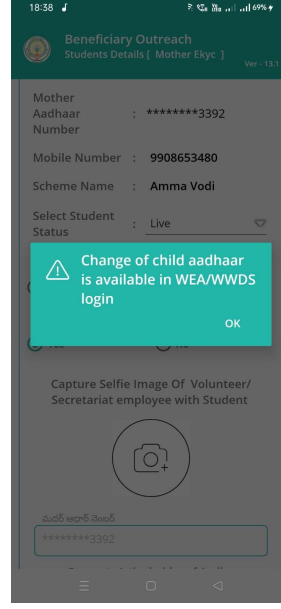 18:38
69%
Beneficiary Outreach
Students Details [ Mother Ekyc ]
Ver - 13.1
Mother Aadhaar Number : ********3392
Mobile Number : 9908653480
Scheme Name : Amma Vodi
Select Student Status : Live
Change of child aadhaar
is available in WEA/WWDS
login
OK
Capture Selfie Image Of Volunteer/
Secretariat employee with Student
మదర్ ఆధార్ నెంబర్
********3392